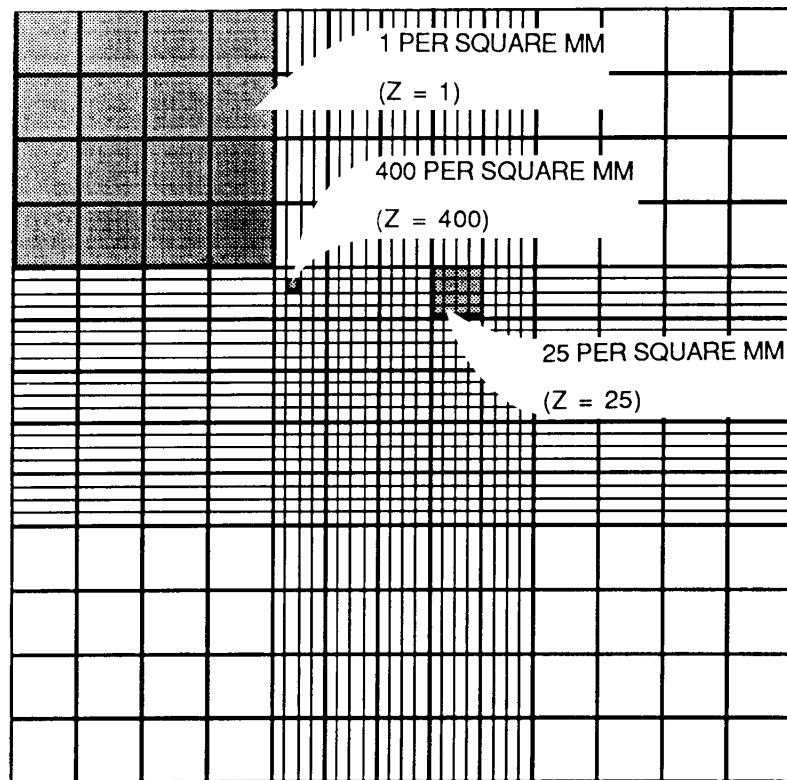 1 PER SQUARE MM
(Z = 1)
400 PER SQUARE MM
(Z = 400)
25 PER SQUARE MM
(Z = 25)